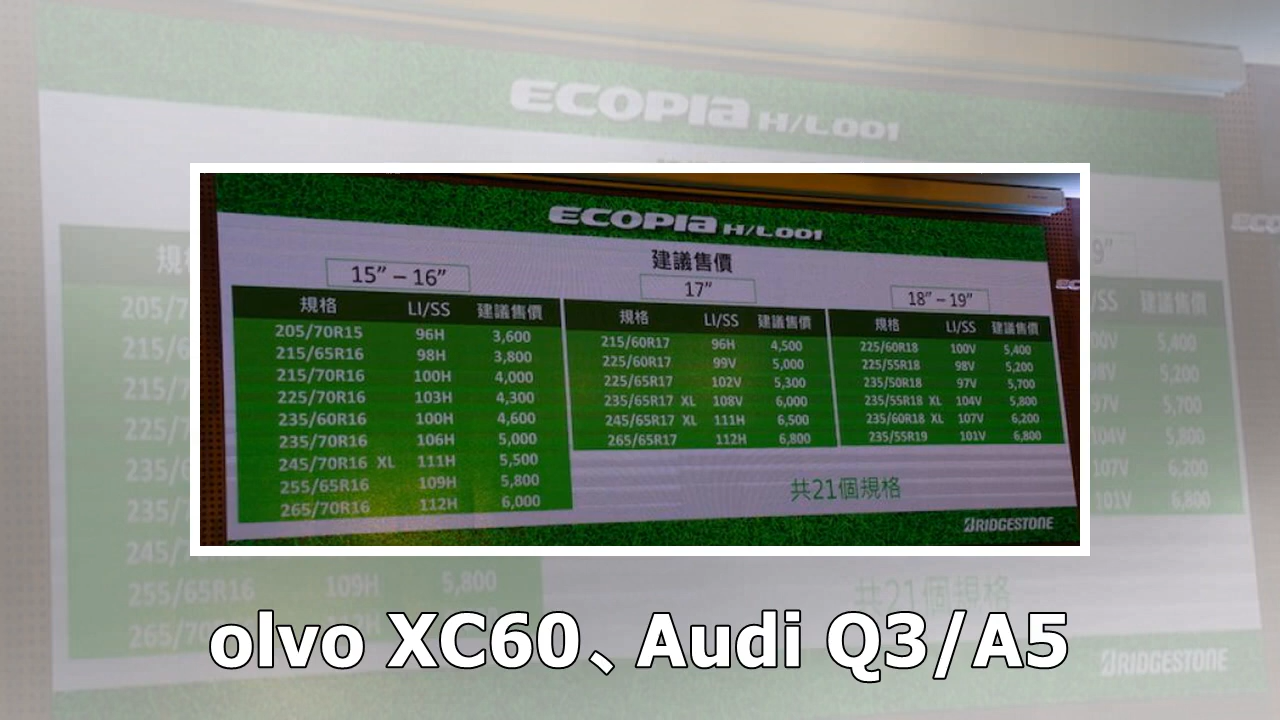 ECOPIA H/L001
建議售價
15” – 16”
規格 LI/SS 建議售價
205/70R15 96H 3,600
215/65R16 98H 3,800
215/70R16 100H 4,000
225/70R16 103H 4,300
235/60R16 100H 4,600
235/70R16 106H 5,000
245/70R16 XL 111H 5,500
255/65R16 109H 5,800
265/70R16 112H 6,000
17”
規格 LI/SS 建議售價
215/60R17 96H 4,500
225/60R17 99V 5,000
225/65R17 102V 5,300
235/65R17 XL 108V 6,000
245/65R17 XL 111H 6,500
265/65R17 112H 6,800
18” – 19”
規格 LI/SS 建議售價
225/60R18 100V 5,400
225/55R18 98V 5,200
235/50R18 97V 5,700
235/55R18 XL 104V 5,800
235/60R18 XL 107V 6,200
235/55R19 101V 6,800
共21個規格
BRIDGESTONE
olvo XC60、Audi Q3/A5